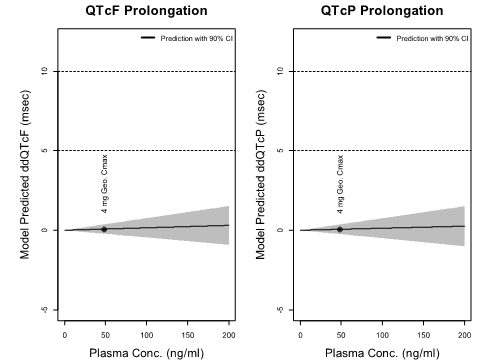 QTcF Prolongation
Prediction with 90% CI
10
5
0
-5
Model Predicted ddQTcF (msec)
4 mg Geo. Cmax
0 50 100 150 200
Plasma Conc. (ng/ml)
QTcP Prolongation
Prediction with 90% CI
10
5
0
-5
Model Predicted ddQTcP (msec)
4 mg Geo. Cmax
0 50 100 150 200
Plasma Conc. (ng/ml)